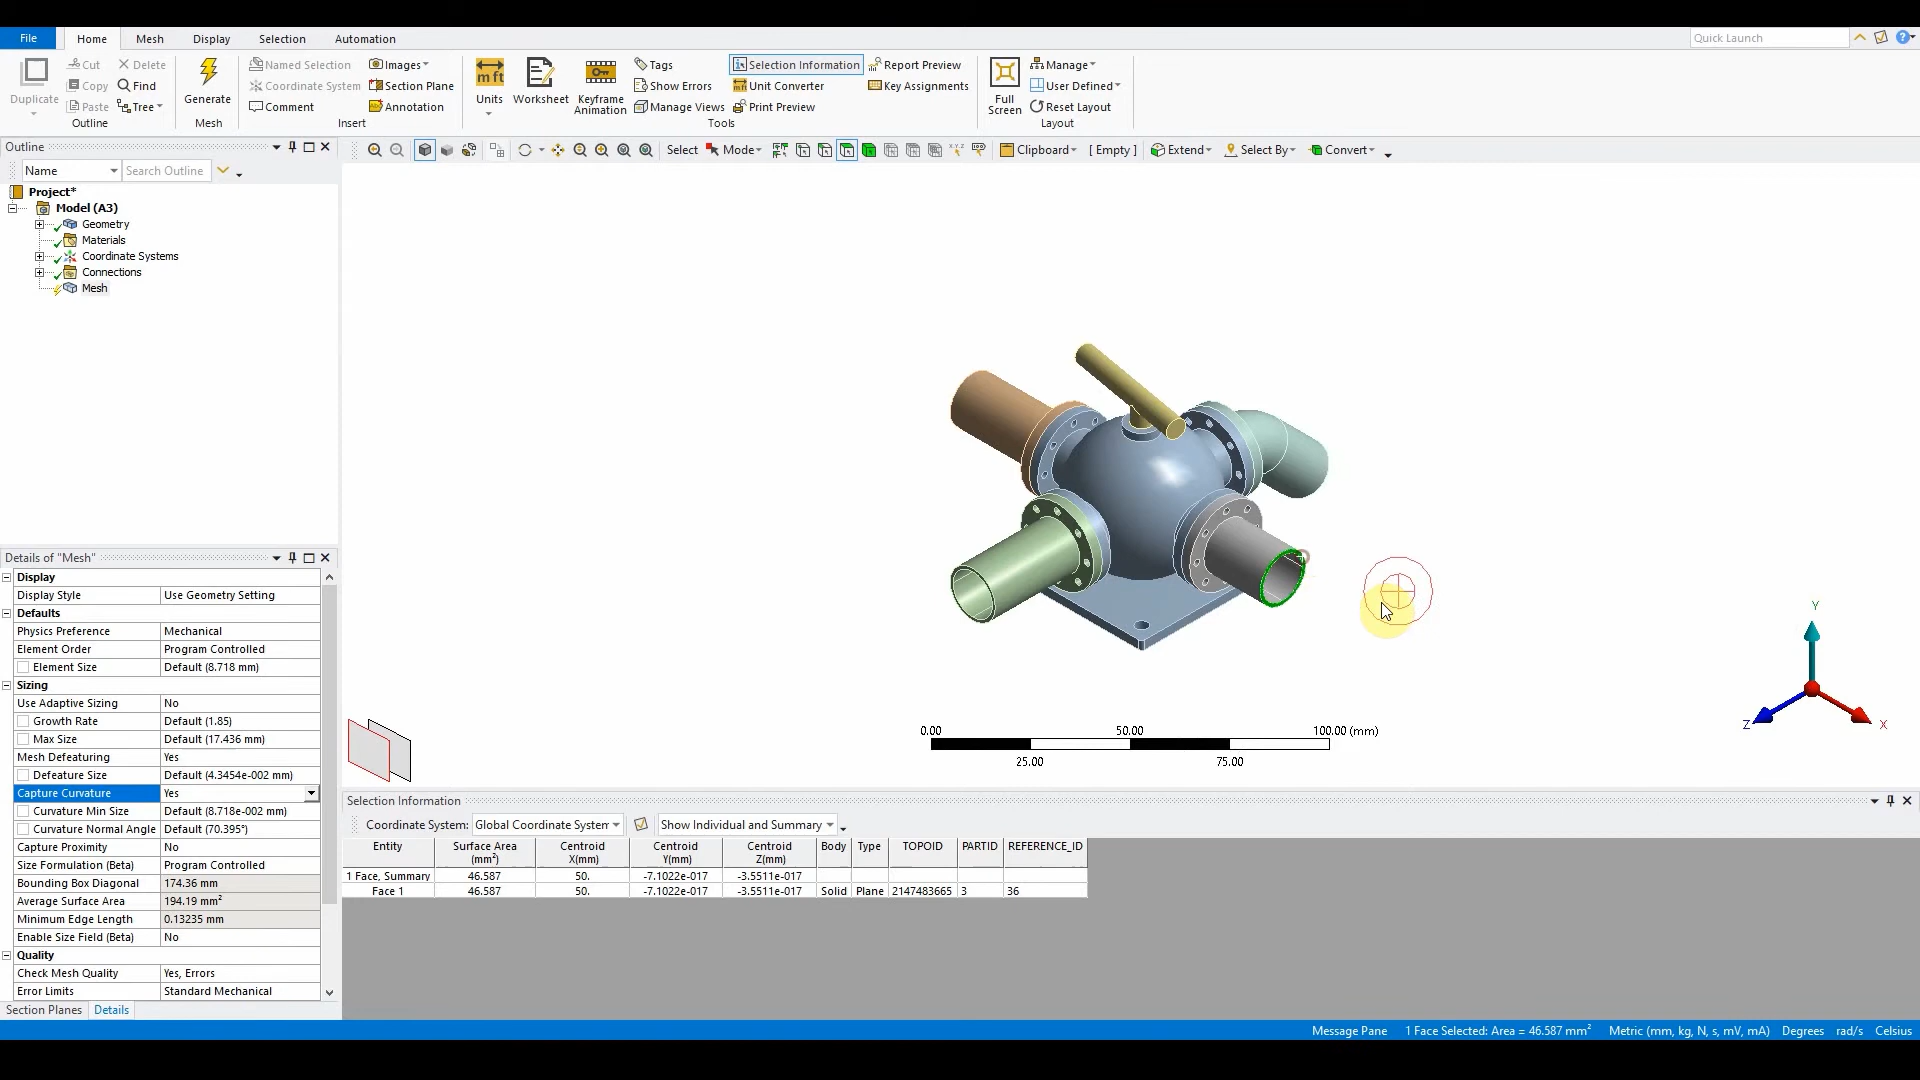 File Home Mesh Display Selection Automation Quick Launch
Duplicate Cut Copy Paste Delete Find Tree Outline
Generate Mesh
Named Selection Coordinate System Comment Images Section Plane Annotation Insert
Units Worksheet Keyframe Animation Tags Show Errors Manage Views Selection Information Unit Converter Print Preview Report Preview Key Assignments Tools
Full Screen Manage User Defined Reset Layout Layout
Outline
Select Mode Clipboard [ Empty ] Extend Select By Convert
Name Search Outline
Project*
Model (A3)
Geometry
Materials
Coordinate Systems
Connections
Mesh
Details of "Mesh"
Display
Display Style Use Geometry Setting
Defaults
Physics Preference Mechanical
Element Order Program Controlled
Element Size Default (8.718 mm)
Sizing
Use Adaptive Sizing No
Growth Rate Default (1.85)
Max Size Default (17.436 mm)
Mesh Defeaturing Yes
Defeature Size Default (4.3454e-002 mm)
Capture Curvature Yes
Curvature Min Size Default (8.718e-002 mm)
Curvature Normal Angle Default (70.395°)
Capture Proximity No
Size Formulation (Beta) Program Controlled
Bounding Box Diagonal 174.36 mm
Average Surface Area 194.19 mm²
Minimum Edge Length 0.13235 mm
Enable Size Field (Beta) No
Quality
Check Mesh Quality Yes, Errors
Error Limits Standard Mechanical
Section Planes Details
Y
Z X
0.00 50.00 100.00 (mm)
25.00 75.00
Selection Information
Coordinate System: Global Coordinate System Show Individual and Summary
Entity Surface Area (mm²) Centroid X(mm) Centroid Y(mm) Centroid Z(mm) Body Type TOPOID PARTID REFERENCE_ID
1 Face, Summary 46.587 50. -7.1022e-017 -3.5511e-017
Face 1 46.587 50. -7.1022e-017 -3.5511e-017 Solid Plane 2147483665 3 36
Message Pane 1 Face Selected: Area = 46.587 mm² Metric (mm, kg, N, s, mV, mA) Degrees rad/s Celsius